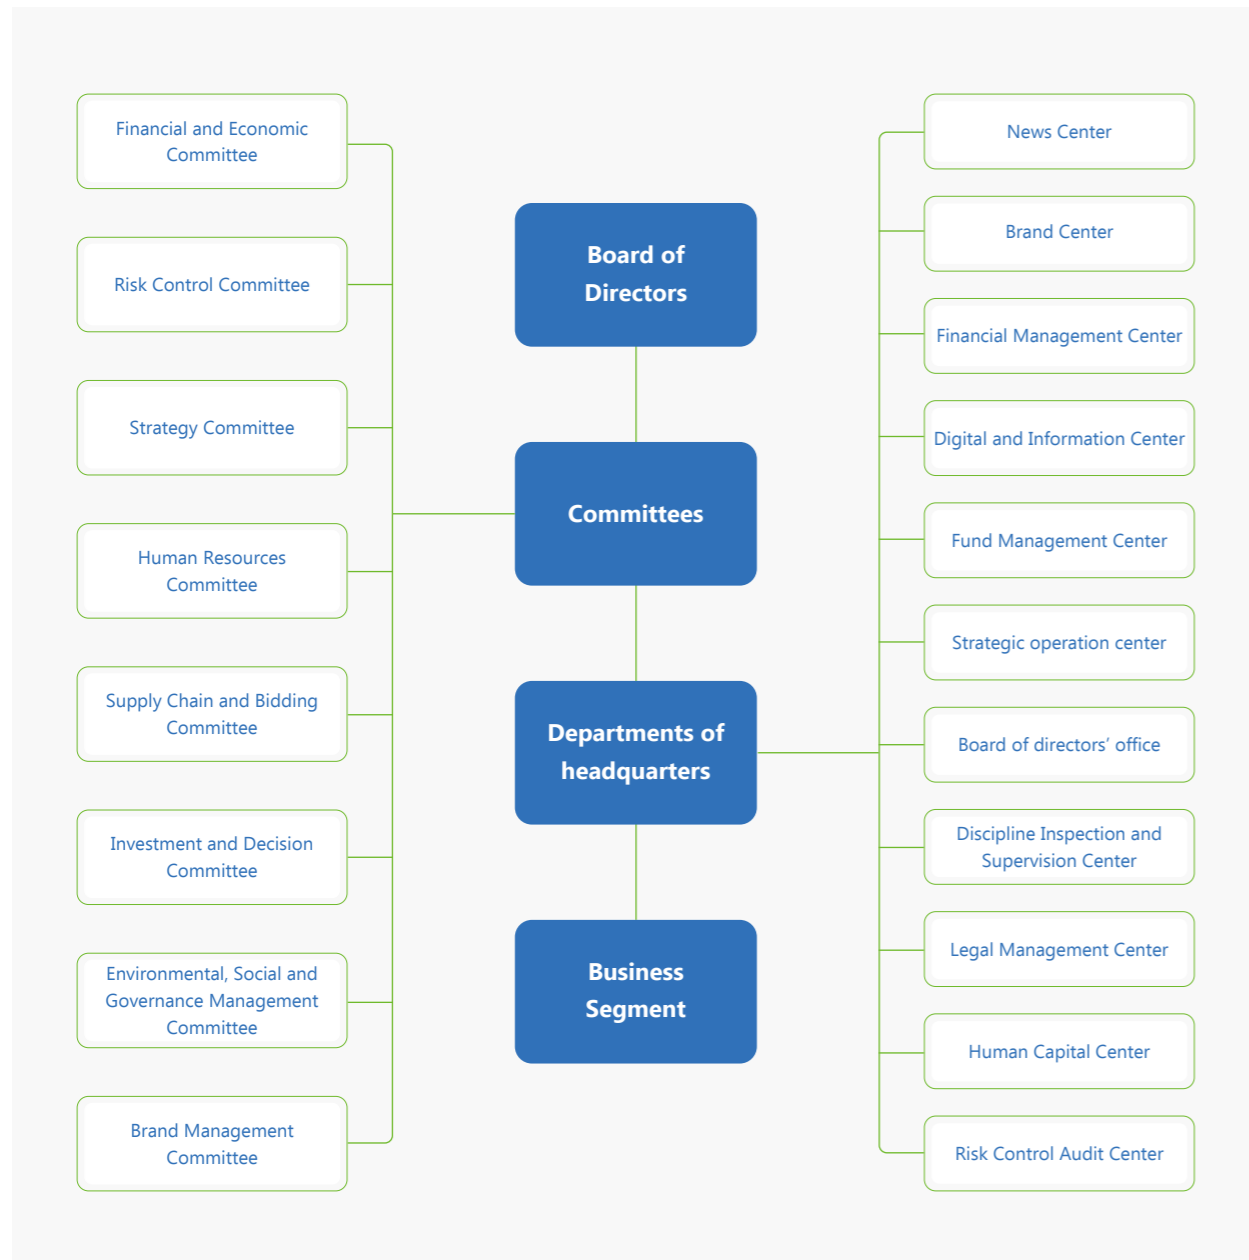 Financial and Economic
Committee
Risk Control Committee
Strategy Committee
Human Resources
Committee
Supply Chain and Bidding
Committee
Investment and Decision
Committee
Environmental, Social and
Governance Management
Committee
Brand Management
Committee
Board of
Directors
Committees
Departments of
headquarters
Business
Segment
News Center
Brand Center
Financial Management Center
Digital and Information Center
Fund Management Center
Strategic operation center
Board of directors’ office
Discipline Inspection and
Supervision Center
Legal Management Center
Human Capital Center
Risk Control Audit Center